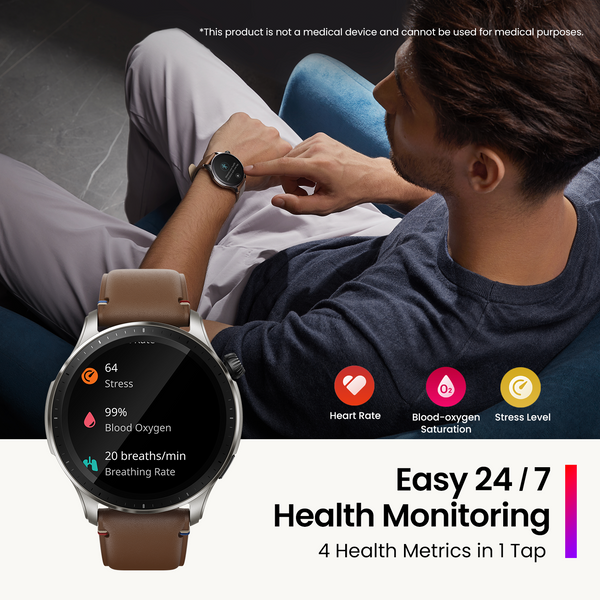 *This product is not a medical device and cannot be used for medical purposes.
64
Stress
99%
Blood Oxygen
20 breaths/min
Breathing Rate
Heart Rate
O₂
Blood-oxygen
Saturation
Stress Level
Easy 24 / 7
Health Monitoring
4 Health Metrics in 1 Tap